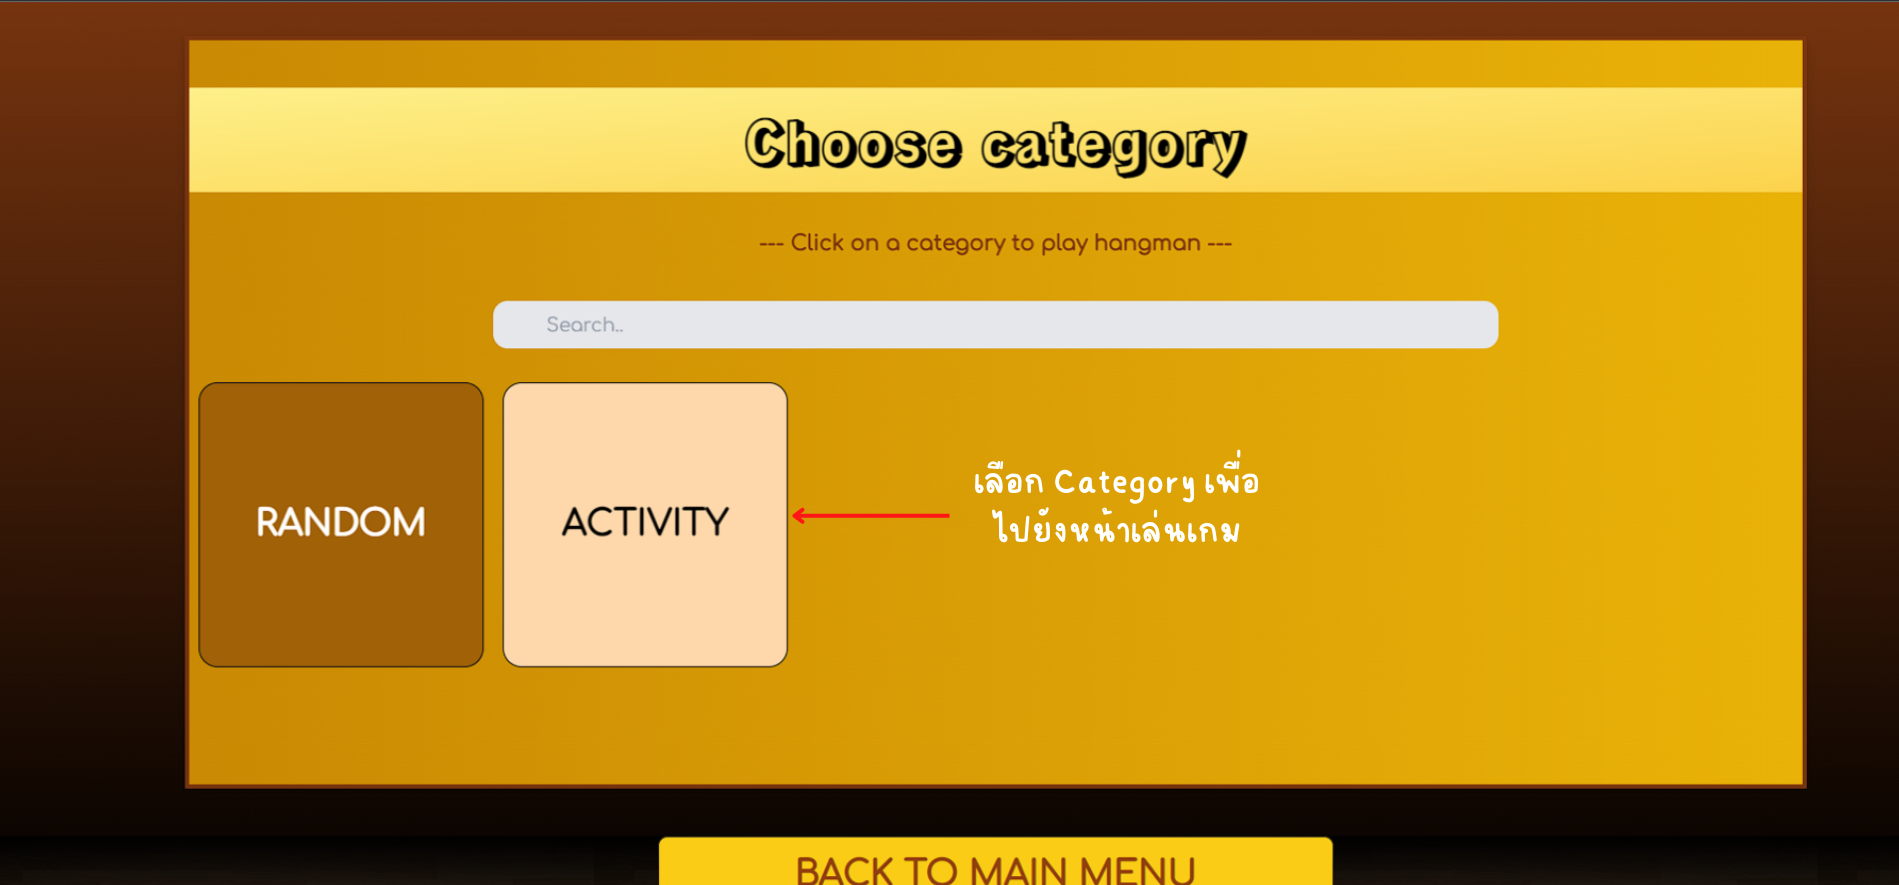 Choose category
--- Click on a category to play hangman ---
Search..
RANDOM
ACTIVITY
เลือก Category เพื่อ
ไปยังหน้าเล่นเกม
BACK TO MAIN MENU